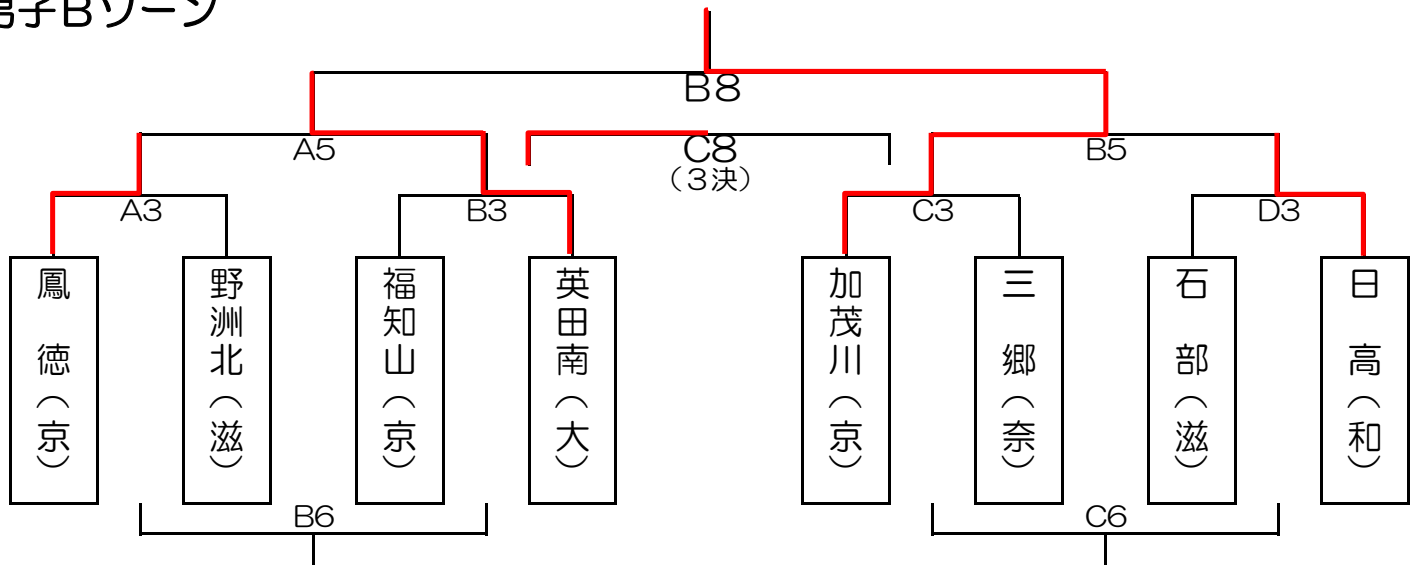 男子Bゾーン
B8
A5
C8
B5
（3決）
A3
B3
C3
D3
鳳徳（京）
野洲北（滋）
福知山（京）
英田南（大）
加茂川（京）
三郷（奈）
石部（滋）
日高（和）
B6
C6